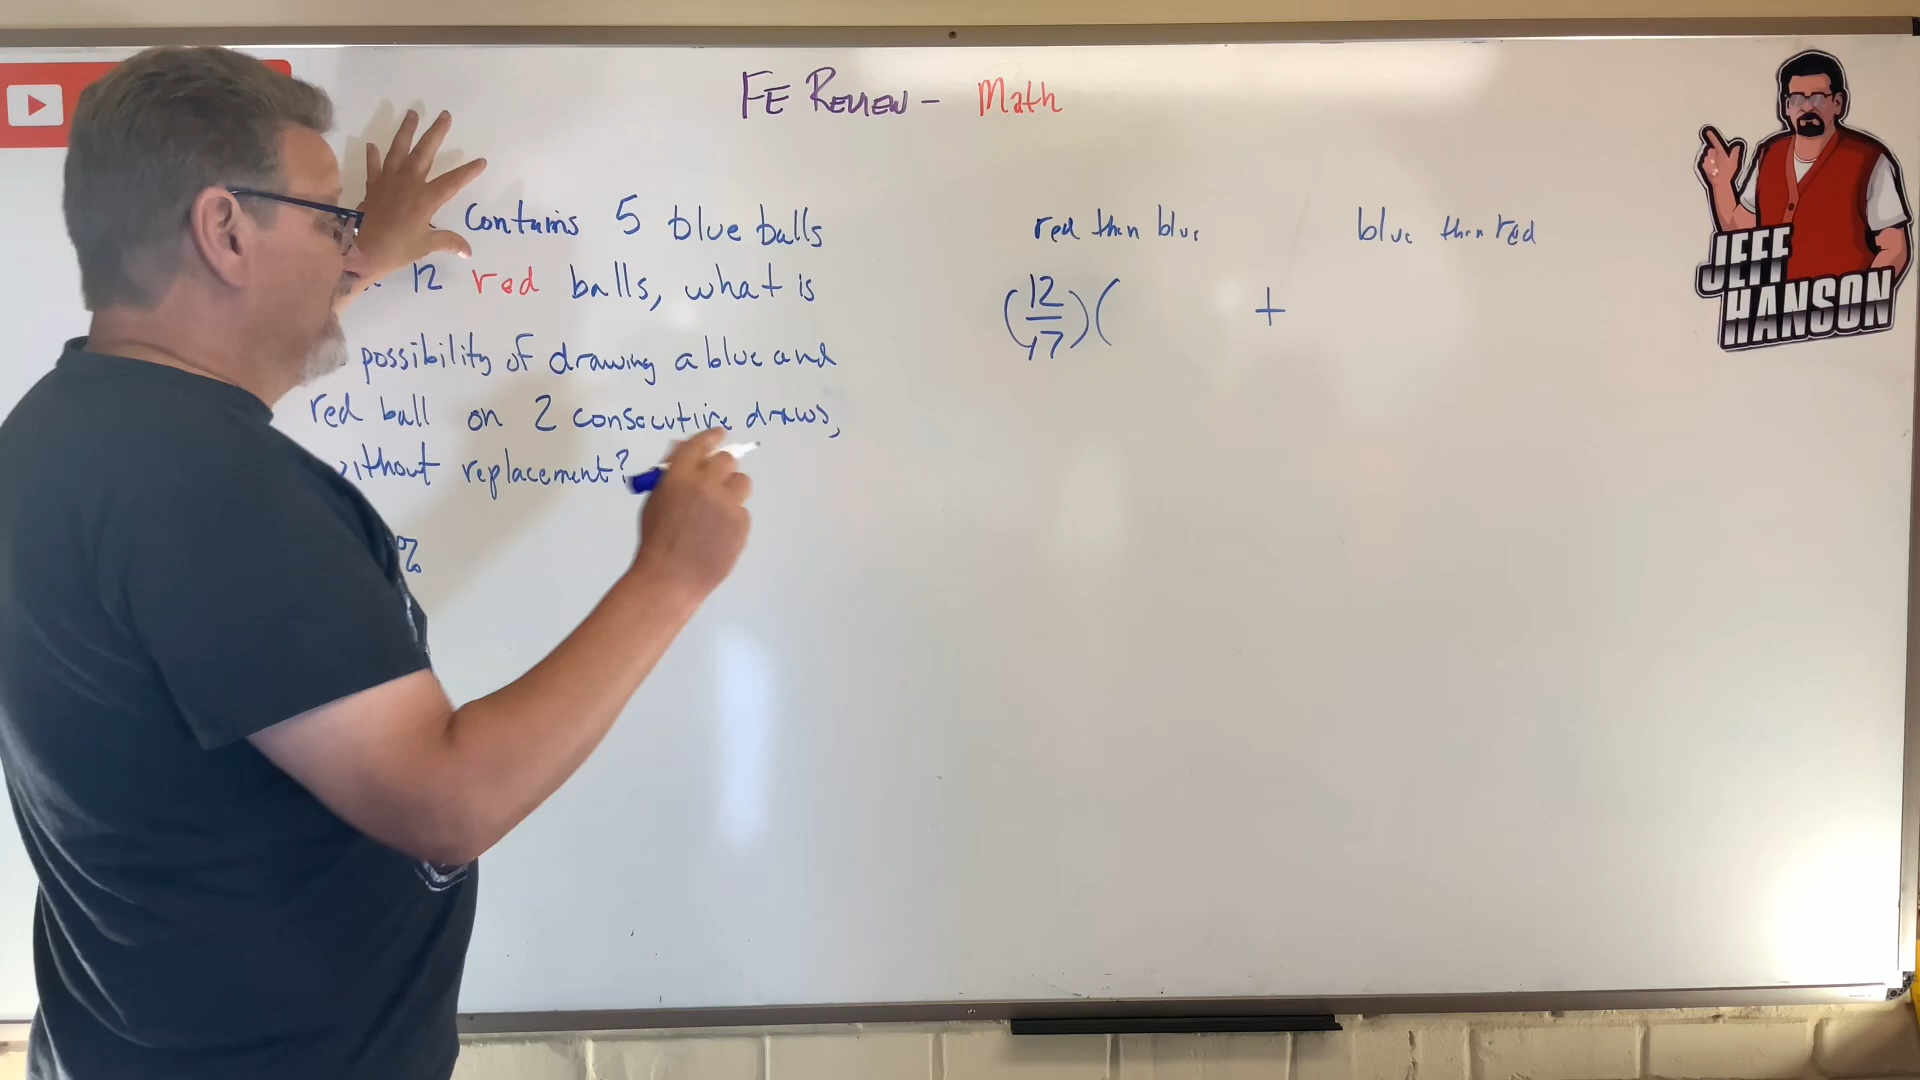 FE REVIEW - Math
contains 5 blue balls
12 red balls, what is
possibility of drawing a blue and
red ball on 2 consecutive draws,
without replacement?
%
red then blue
blue then red
(12/17)( +
JEFF
HANSON